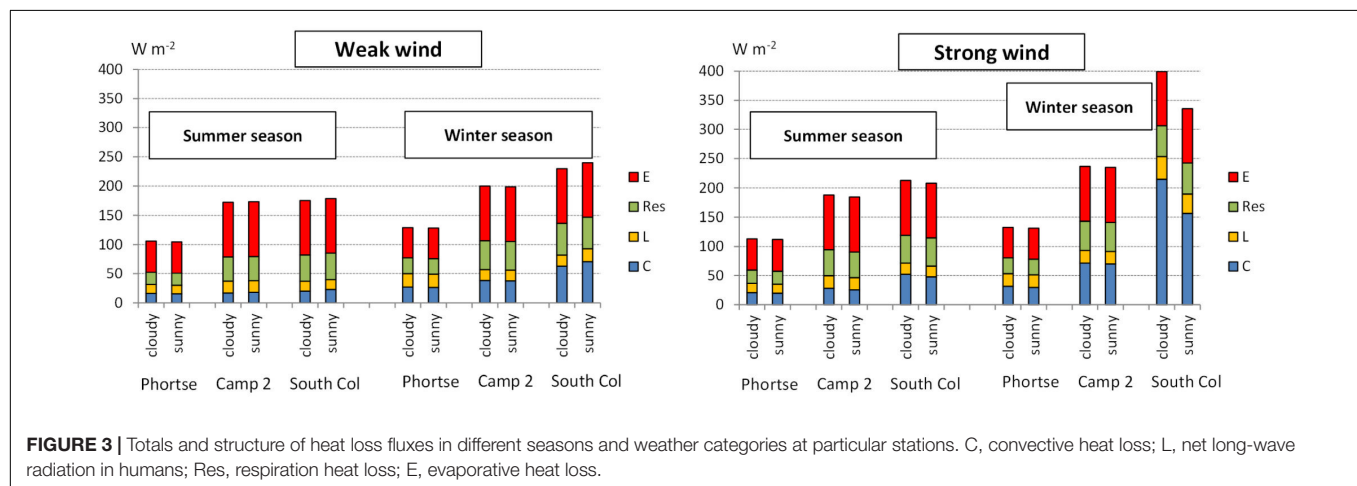 Weak wind
W m-2
400
350
300
250
200
150
100
50
0
Summer season
Winter season
E
Res
L
C
cloudy
sunny
cloudy
sunny
cloudy
sunny
cloudy
sunny
cloudy
sunny
cloudy
sunny
Phortse Camp 2 South Col Phortse Camp 2 South Col
Strong wind
W m-2
400
350
300
250
200
150
100
50
0
Summer season
Winter season
E
Res
L
C
cloudy
sunny
cloudy
sunny
cloudy
sunny
cloudy
sunny
cloudy
sunny
cloudy
sunny
Phortse Camp 2 South Col Phortse Camp 2 South Col
FIGURE 3 | Totals and structure of heat loss fluxes in different seasons and weather categories at particular stations. C, convective heat loss; L, net long-wave
radiation in humans; Res, respiration heat loss; E, evaporative heat loss.